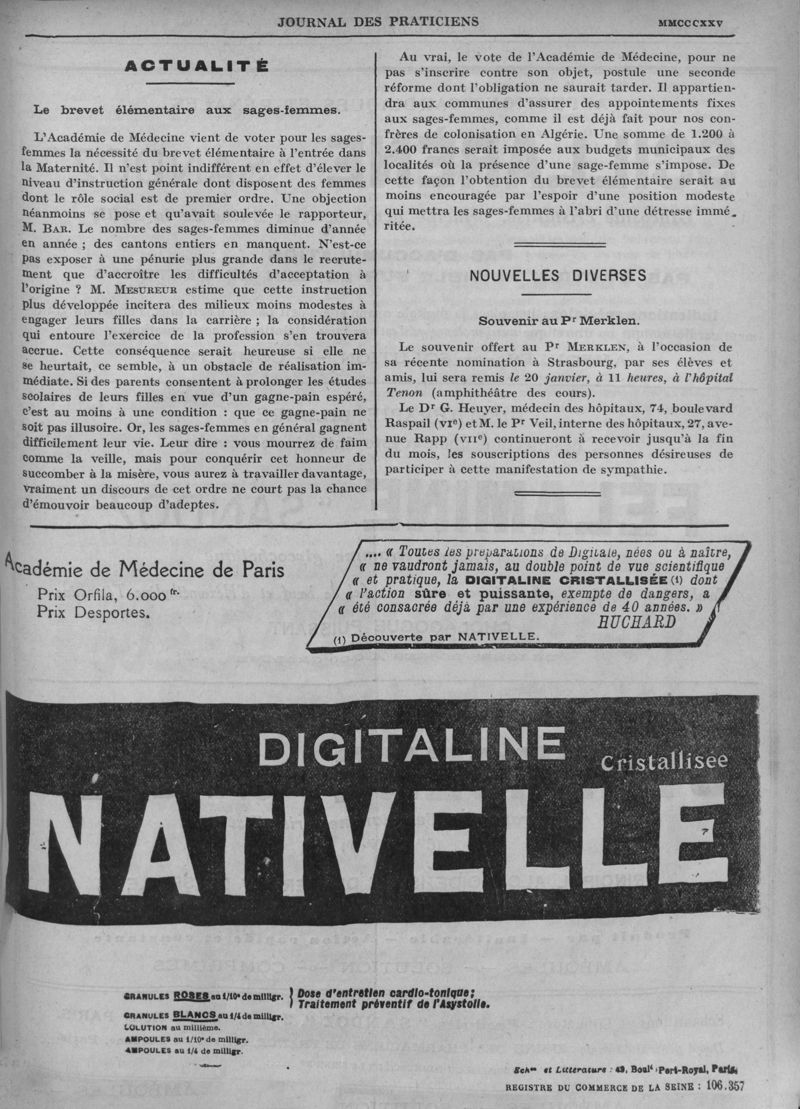 JOURNAL DES PRATICIENS
MMCCCXXV
ACTUALITÉ
Le brevet élémentaire aux sages-femmes.
L'Académie de Médecine vient de voter pour les sages-
femmes la nécessité du brevet élémentaire à l'entrée dans
la Maternité. Il n'est point indifférent en effet d'élever le
niveau d'instruction générale dont disposent des femmes
dont le rôle social est de premier ordre. Une objection
néanmoins se pose et qu'avait soulevée le rapporteur,
M. BAR. Le nombre des sages-femmes diminue d'année
en année ; des cantons entiers en manquent. N'est-ce
pas exposer à une pénurie plus grande dans le recrute-
ment que d'accroître les difficultés d'acceptation à
l'origine ? M. MESUREUR estime que cette instruction
plus développée incitera des milieux moins modestes à
engager leurs filles dans la carrière ; la considération
qui entoure l'exercice de la profession s'en trouvera
accrue. Cette conséquence serait heureuse si elle ne
se heurtait, ce semble, à un obstacle de réalisation im-
médiate. Si des parents consentent à prolonger les études
scolaires de leurs filles en vue d'un gagne-pain espéré,
c'est au moins à une condition : que ce gagne-pain ne
soit pas illusoire. Or, les sages-femmes en général gagnent
difficilement leur vie. Leur dire : vous mourrez de faim
comme la veille, mais pour conquérir cet honneur de
succomber à la misère, vous aurez à travailler davantage,
vraiment un discours de cet ordre ne court pas la chance
d'émouvoir beaucoup d'adeptes.
Au vrai, le vote de l'Académie de Médecine, pour ne
pas s'inscrire contre son objet, postule une seconde
réforme dont l'obligation ne saurait tarder. Il appartien-
dra aux communes d'assurer des appointements fixes
aux sages-femmes, comme il est déjà fait pour nos con-
frères de colonisation en Algérie. Une somme de 1.200 à
2.400 francs serait imposée aux budgets municipaux des
localités où la présence d'une sage-femme s'impose. De
cette façon l'obtention du brevet élémentaire serait au
moins encouragée par l'espoir d'une position modeste
qui mettra les sages-femmes à l'abri d'une détresse immé-
ritée.
NOUVELLES DIVERSES
Souvenir au Pr Merklen.
Le souvenir offert au Pr MERKLEN, à l'occasion de
sa récente nomination à Strasbourg, par ses élèves et
amis, lui sera remis le 20 janvier, à 11 heures, à l'hôpital
Tenon (amphithéâtre des cours).
Le Dr G. Heuyer, médecin des hôpitaux, 74, boulevard
Raspail (VIe) et M. le Pr Veil, interne des hôpitaux, 27, ave-
nue Rapp (VIIe) continueront à recevoir jusqu'à la fin
du mois, les souscriptions des personnes désireuses de
participer à cette manifestation de sympathie.
Académie de Médecine de Paris
Prix Orfila, 6.000 fr.
Prix Desportes.
.... « Toutes les préparations de Digitale, nées ou à naître,
« ne vaudront jamais, au double point de vue scientifique
« et pratique, la DIGITALINE CRISTALLISÉE (1) dont
« l'action sûre et puissante, exempte de dangers, a
« été consacrée déjà par une expérience de 40 années. »
HUCHARD
(1) Découverte par NATIVELLE.
DIGITALINE
Cristallisée
NATIVELLE
GRANULES ROSES au 1/10e de milligr. } Dose d'entretien cardio-tonique;
Traitement préventif de l'Asystolie.
GRANULES BLANCS au 1/4 de milligr.
SOLUTION au millième.
AMPOULES au 1/10e de milligr.
AMPOULES au 1/4 de milligr.
Echon et Littérature : 49, Bould Port-Royal, Paris.
REGISTRE DU COMMERCE DE LA SEINE : 106.357